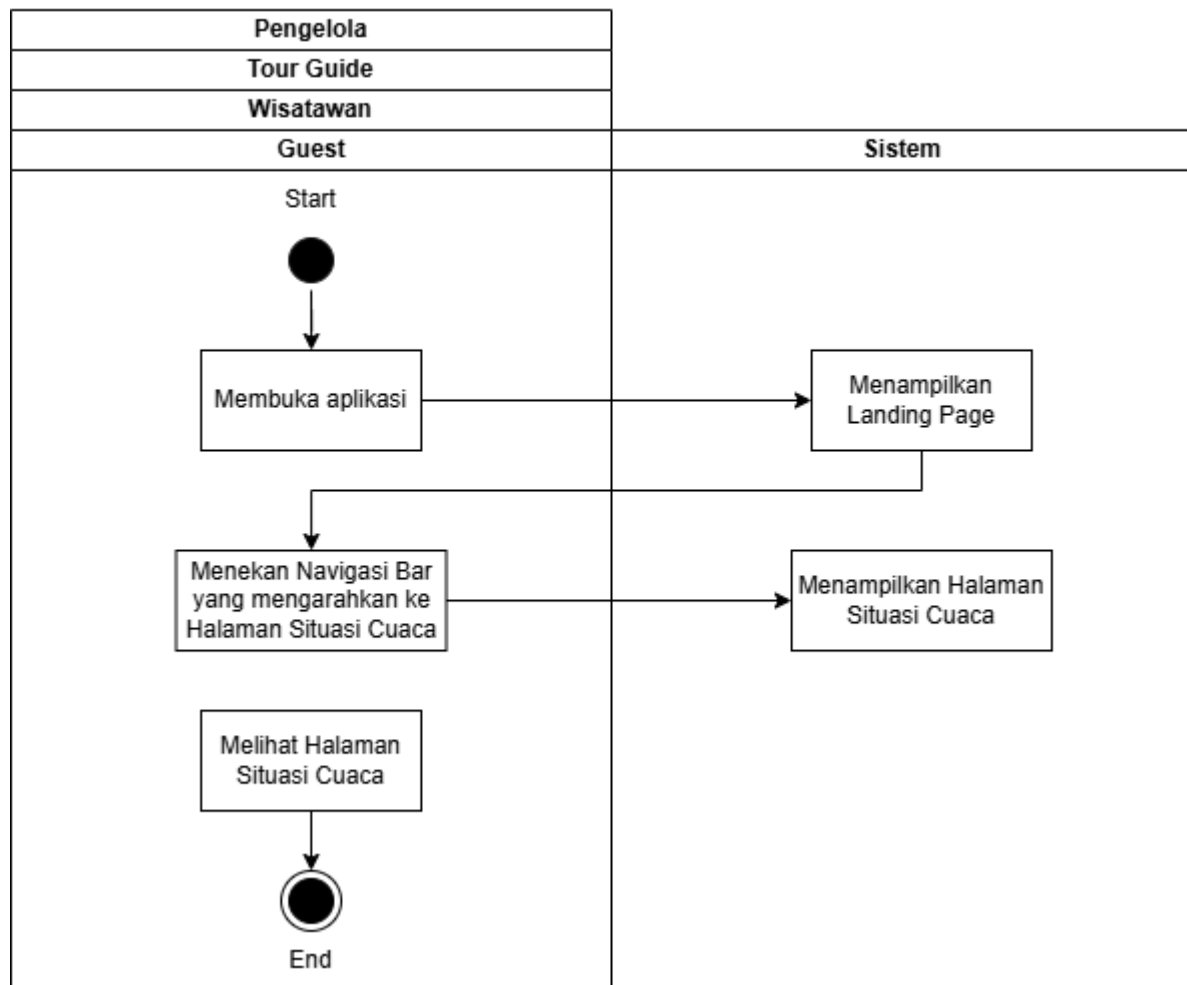 Pengelola
Tour Guide
Wisatawan
Guest
Sistem
Start
Membuka aplikasi
Menampilkan
Landing Page
Menekan Navigasi Bar
yang mengarahkan ke
Halaman Situasi Cuaca
Menampilkan Halaman
Situasi Cuaca
Melihat Halaman
Situasi Cuaca
End